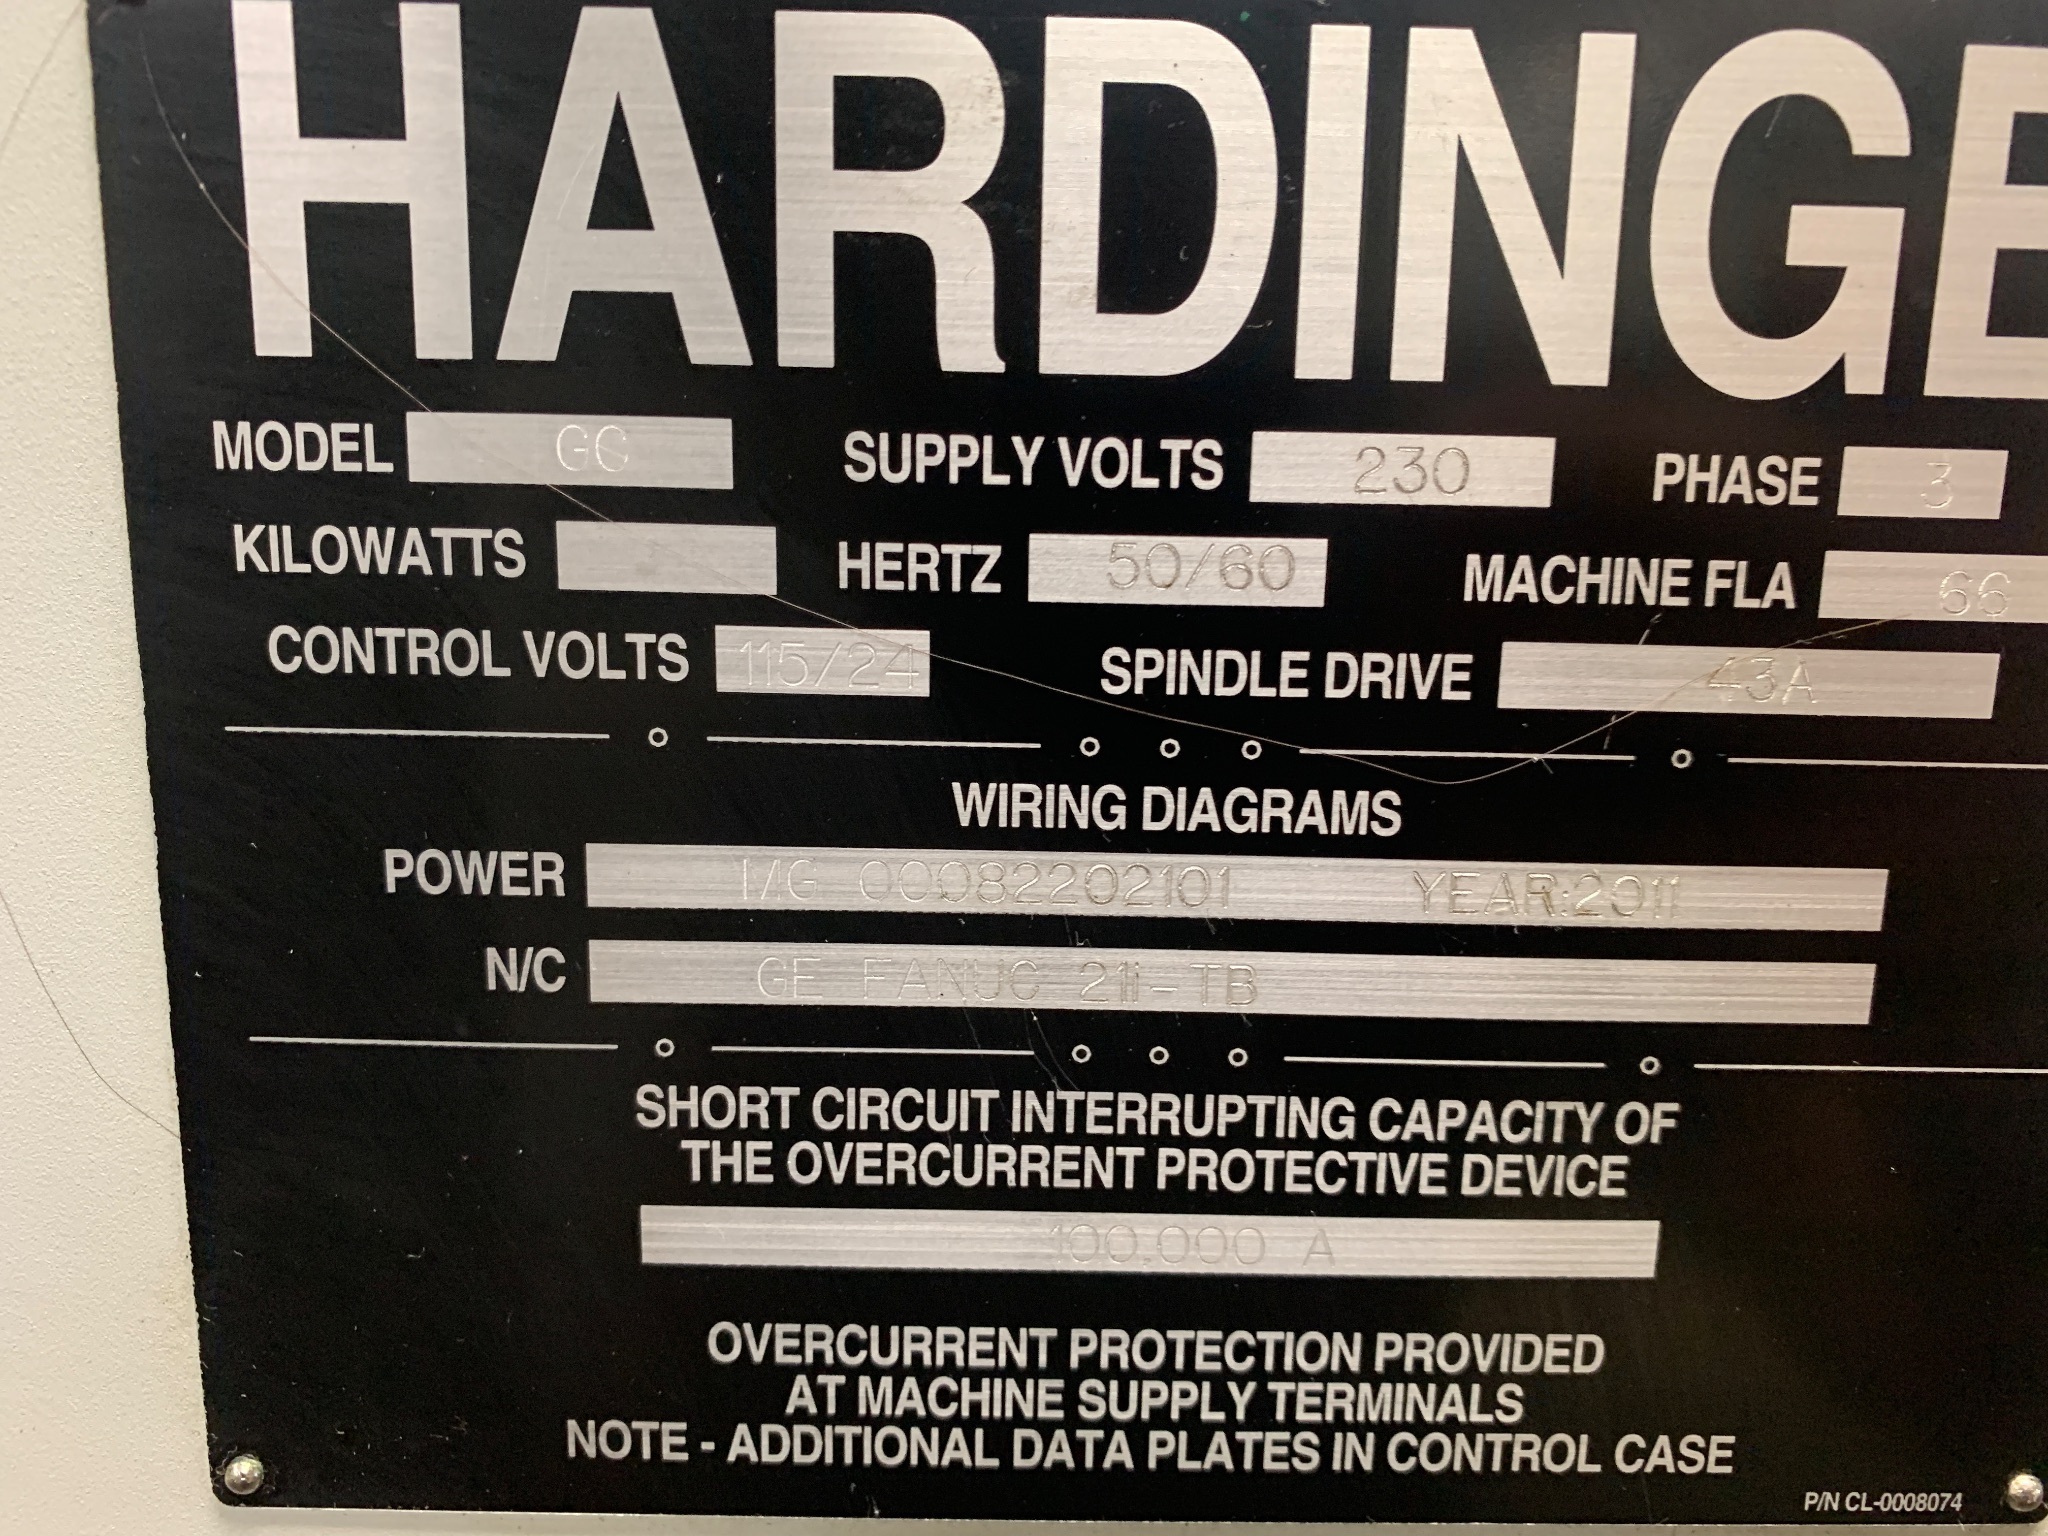 HARDINGE
MODEL GC SUPPLY VOLTS 230 PHASE 3
KILOWATTS HERTZ 50/60 MACHINE FLA 66
CONTROL VOLTS 115/24 SPINDLE DRIVE 43A
WIRING DIAGRAMS
POWER MG 00082202101 YEAR:2011
N/C GE FANUC 21i-TB
SHORT CIRCUIT INTERRUPTING CAPACITY OF
THE OVERCURRENT PROTECTIVE DEVICE
100,000 A
OVERCURRENT PROTECTION PROVIDED
AT MACHINE SUPPLY TERMINALS
NOTE - ADDITIONAL DATA PLATES IN CONTROL CASE
P/N CL-0008074